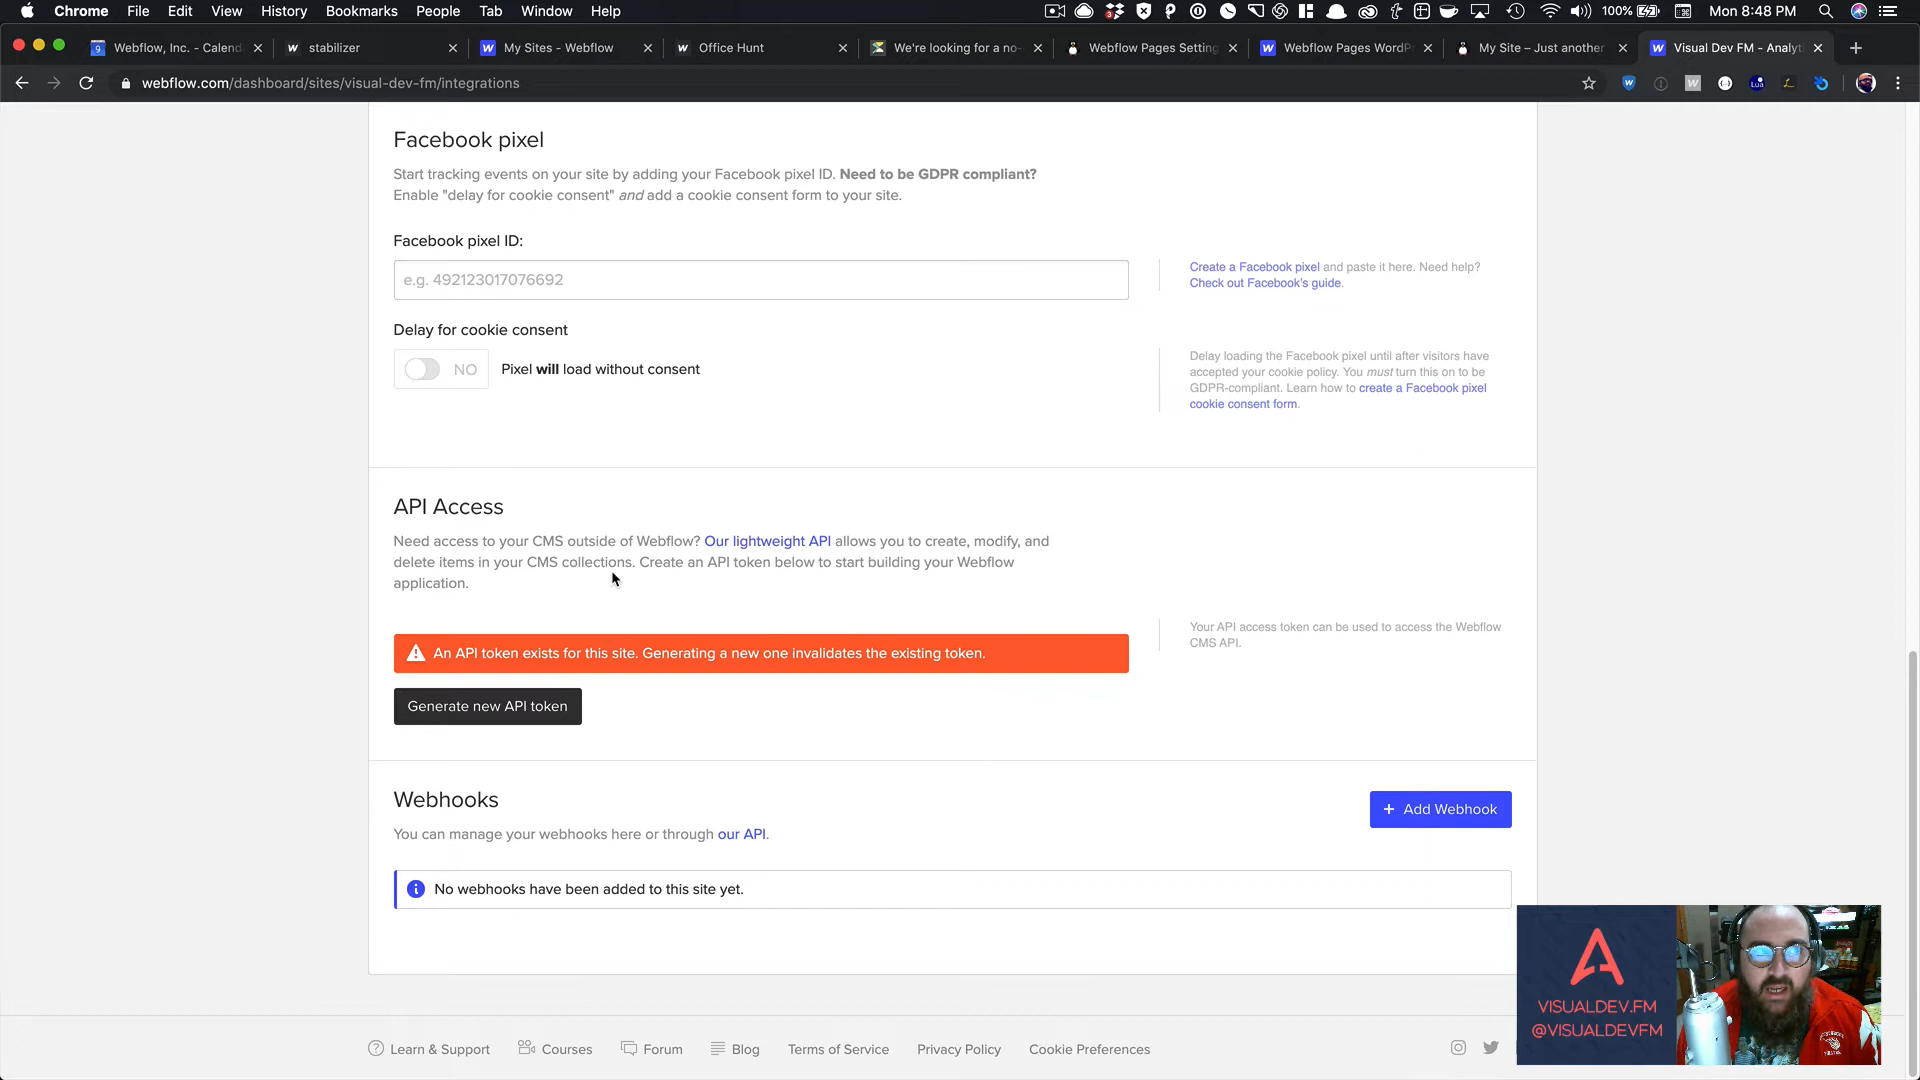 Chrome File Edit View History Bookmarks People Tab Window Help
100% Mon 8:48 PM
Webflow, Inc. - Calend
stabilizer
My Sites - Webflow
Office Hunt
We're looking for a no-
Webflow Pages Setting
Webflow Pages WordP
My Site – Just another
Visual Dev FM - Analyt
webflow.com/dashboard/sites/visual-dev-fm/integrations
Facebook pixel
Start tracking events on your site by adding your Facebook pixel ID. Need to be GDPR compliant?
Enable "delay for cookie consent" and add a cookie consent form to your site.
Facebook pixel ID:
e.g. 492123017076692
Create a Facebook pixel and paste it here. Need help?
Check out Facebook's guide.
Delay for cookie consent
NO Pixel will load without consent
Delay loading the Facebook pixel until after visitors have
accepted your cookie policy. You must turn this on to be
GDPR-compliant. Learn how to create a Facebook pixel
cookie consent form.
API Access
Need access to your CMS outside of Webflow? Our lightweight API allows you to create, modify, and
delete items in your CMS collections. Create an API token below to start building your Webflow
application.
An API token exists for this site. Generating a new one invalidates the existing token.
Your API access token can be used to access the Webflow
CMS API.
Generate new API token
Webhooks
+ Add Webhook
You can manage your webhooks here or through our API.
No webhooks have been added to this site yet.
VISUALDEV.FM
@VISUALDEVFM
Learn & Support Courses Forum Blog Terms of Service Privacy Policy Cookie Preferences